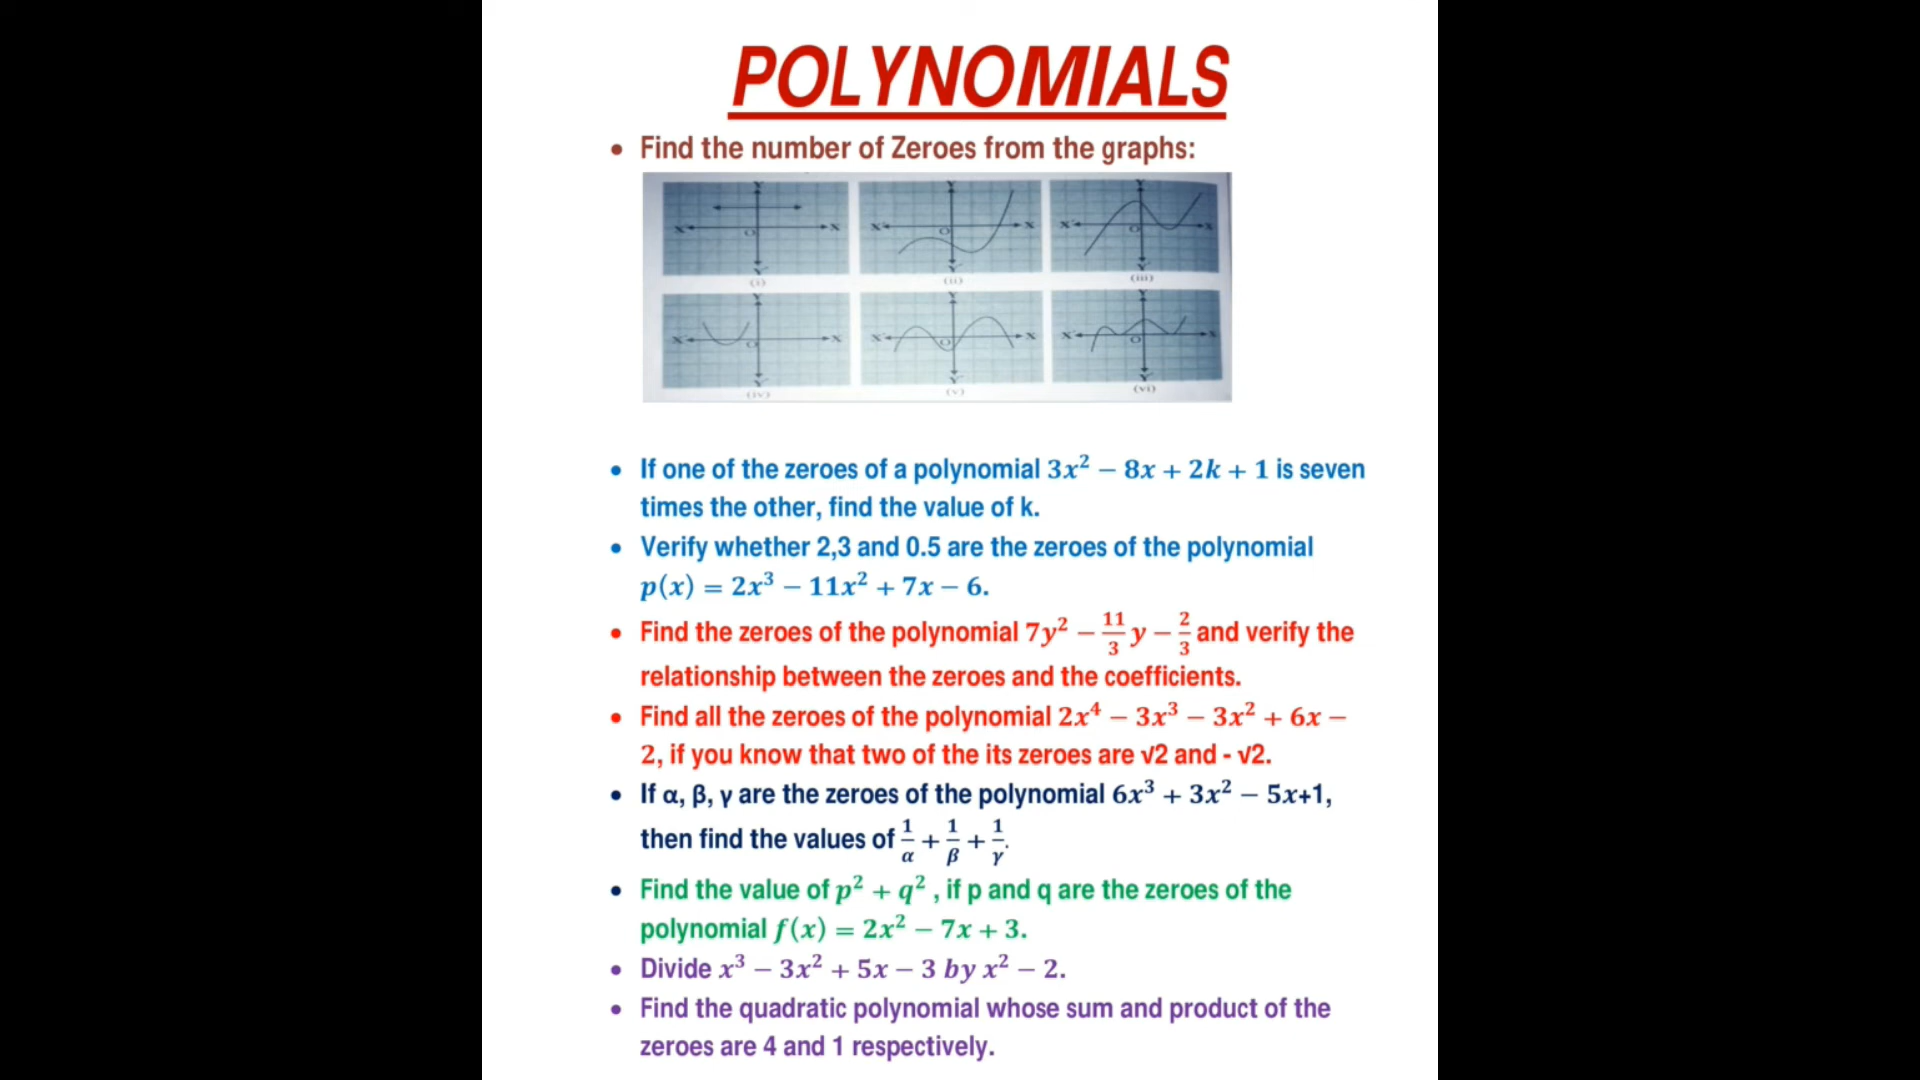 POLYNOMIALS
• Find the number of Zeroes from the graphs:
Y Y Y
X' O X X' O X X' O X
Y' Y' Y'
(i) (ii) (iii)
Y Y Y
X' O X X' O X X' O X
Y' Y' Y'
(iv) (v) (vi)
• If one of the zeroes of a polynomial 3x² − 8x + 2k + 1 is seven
times the other, find the value of k.
• Verify whether 2,3 and 0.5 are the zeroes of the polynomial
p(x) = 2x³ − 11x² + 7x − 6.
• Find the zeroes of the polynomial 7y² − 11/3 y − 2/3 and verify the
relationship between the zeroes and the coefficients.
• Find all the zeroes of the polynomial 2x⁴ − 3x³ − 3x² + 6x −
2, if you know that two of the its zeroes are √2 and - √2.
• If α, β, γ are the zeroes of the polynomial 6x³ + 3x² − 5x+1,
then find the values of 1/α + 1/β + 1/γ.
• Find the value of p² + q² , if p and q are the zeroes of the
polynomial f(x) = 2x² − 7x + 3.
• Divide x³ − 3x² + 5x − 3 by x² − 2.
• Find the quadratic polynomial whose sum and product of the
zeroes are 4 and 1 respectively.